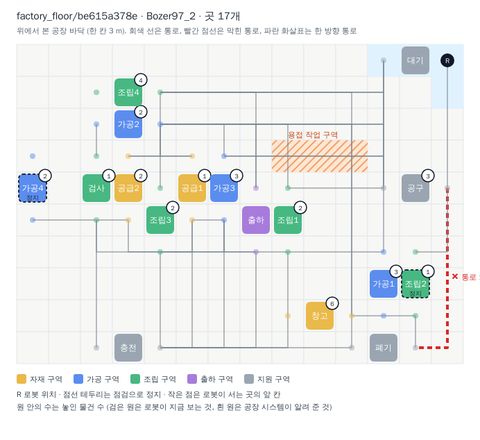 factory_floor/be615a378e · Bozer97_2 · 곳 17개
위에서 본 공장 바닥 (한 칸 3 m). 회색 선은 통로, 빨간 점선은 막힌 통로, 파란 화살표는 한 방향 통로
대기
R
조립4
4
가공2
2
용접 작업 구역
가공4
2
정지
검사
1
공급2
2
공급1
1
가공3
3
공구
3
조립3
2
출하
조립1
2
가공1
3
조립2
1
정지
✕ 통로
창고
6
충전
폐기
자재 구역
가공 구역
조립 구역
출하 구역
지원 구역
R 로봇 위치 · 점선 테두리는 점검으로 정지 · 작은 점은 로봇이 서는 곳의 앞 칸
원 안의 수는 놓인 물건 수 (검은 원은 로봇이 지금 보는 것, 흰 원은 공장 시스템이 알려 준 것)